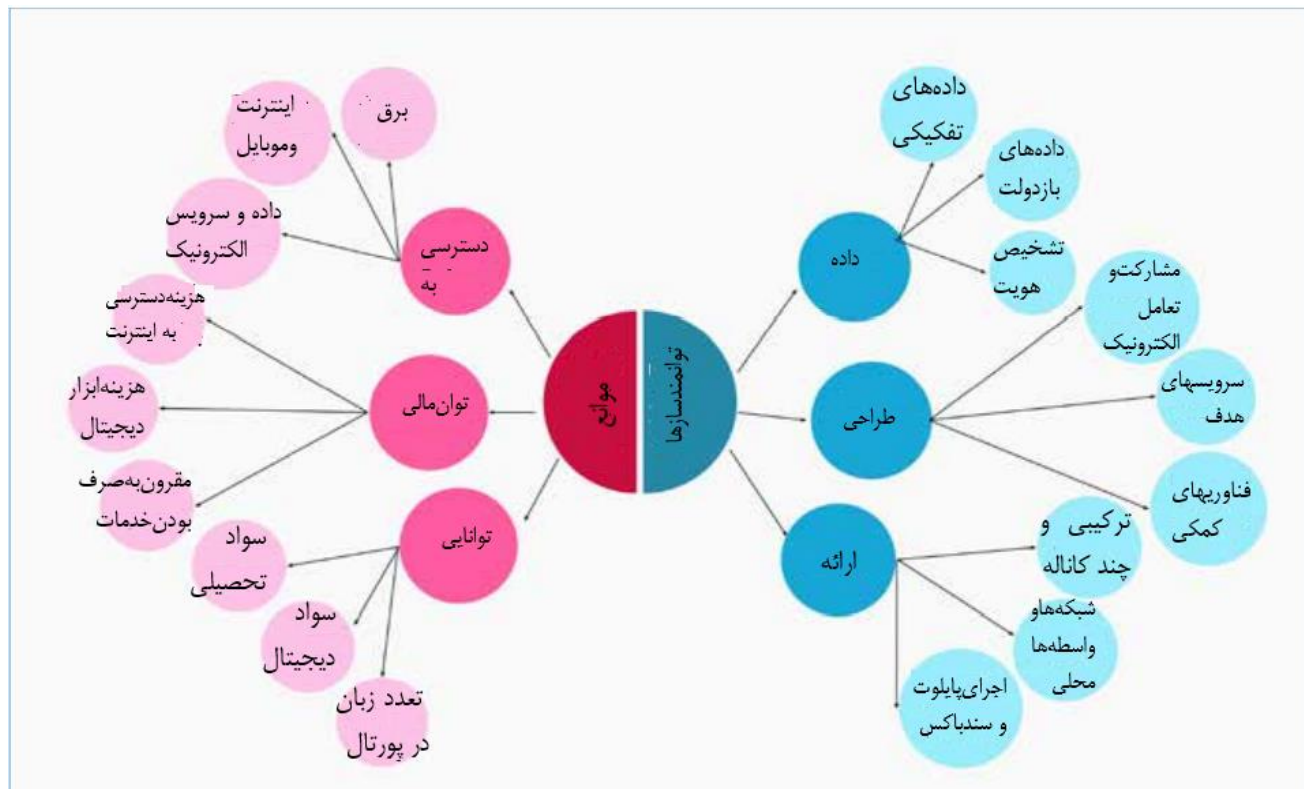 موانع
توانمندسازها
دسترسی
به
برق
اینترنت
وموبایل
داده و سرویس
الکترونیک
توان‌مالی
هزینه‌دسترسی
به اینترنت
هزینه‌ابزار
دیجیتال
مقرون‌به‌صرف
بودن‌خدمات
توانایی
سواد
تحصیلی
سواد
دیجیتال
تعدد زبان
در پورتال
داده
داده‌های
تفکیکی
داده‌های
بازدولت
تشخیص
هویت
طراحی
مشارکت‌و
تعامل
الکترونیک
سرویسهای
هدف
فناوریهای
کمکی
ارائه
ترکیبی و
چند کاناله
شبکه‌هاو
واسطه‌ها
محلی
اجرای‌پایلوت
و سندباکس